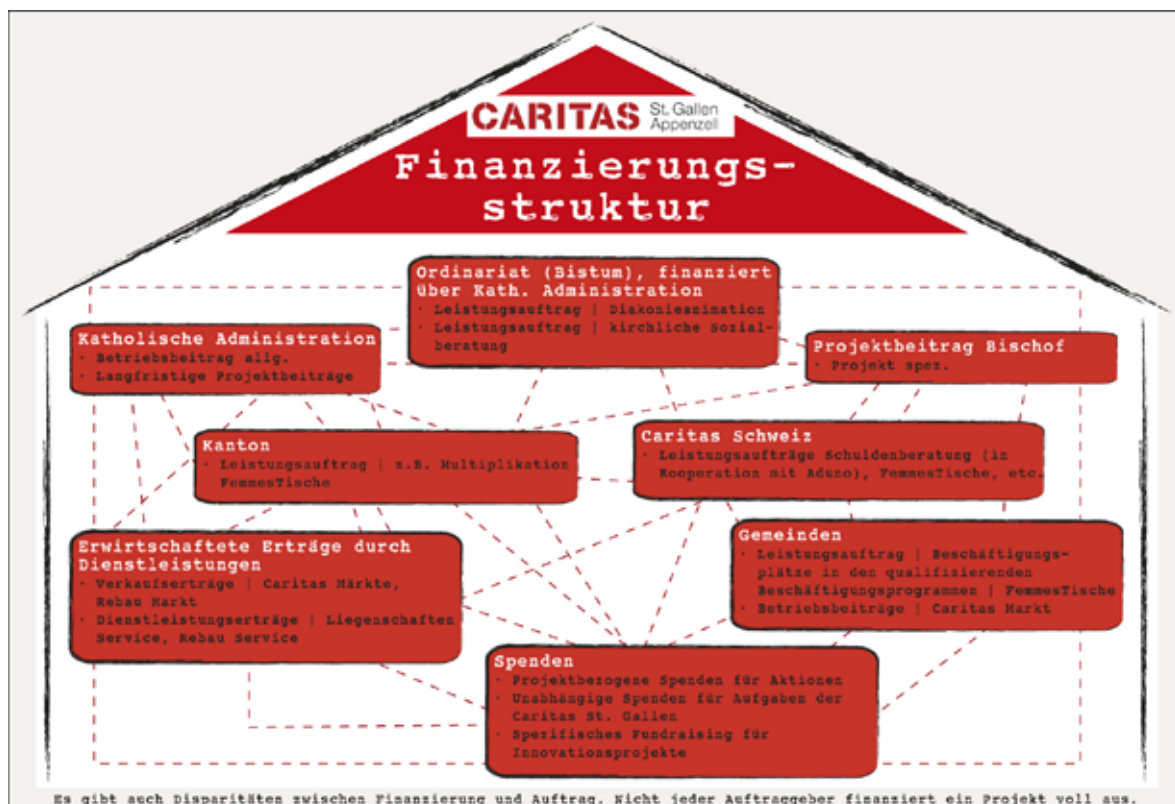 CARITAS St. Gallen
Appenzell
Finanzierungs-
struktur
Ordinariat (Bistum), finanziert
über Kath. Administration
· Leistungsauftrag | Diakonieanimation
· Leistungsauftrag | kirchliche Sozial-
beratung
Katholische Administration
· Betriebsbeitrag allg.
· Langfristige Projektbeiträge
Projektbeitrag Bischof
· Projekt spez.
Kanton
· Leistungsauftrag | z.B. Multiplikation
FemmesTische
Caritas Schweiz
· Leistungsaufträge Schuldenberatung (in
Kooperation mit Aduno), FemmesTische, etc.
Erwirtschaftete Erträge durch
Dienstleistungen
· Verkaufserträge | Caritas Märkte,
Rebau Markt
· Dienstleistungserträge | Liegenschaften
Service, Rebau Service
Gemeinden
· Leistungsauftrag | Beschäftigungs-
plätze in den qualifizierenden
Beschäftigungsprogrammen | FemmesTische
· Betriebsbeiträge | Caritas Markt
Spenden
· Projektbezogene Spenden für Aktionen
· Unabhängige Spenden für Aufgaben der
Caritas St. Gallen
· Spezifisches Fundraising für
Innovationsprojekte
Es gibt auch Disparitäten zwischen Finanzierung und Auftrag. Nicht jeder Auftraggeber finanziert ein Projekt voll aus.